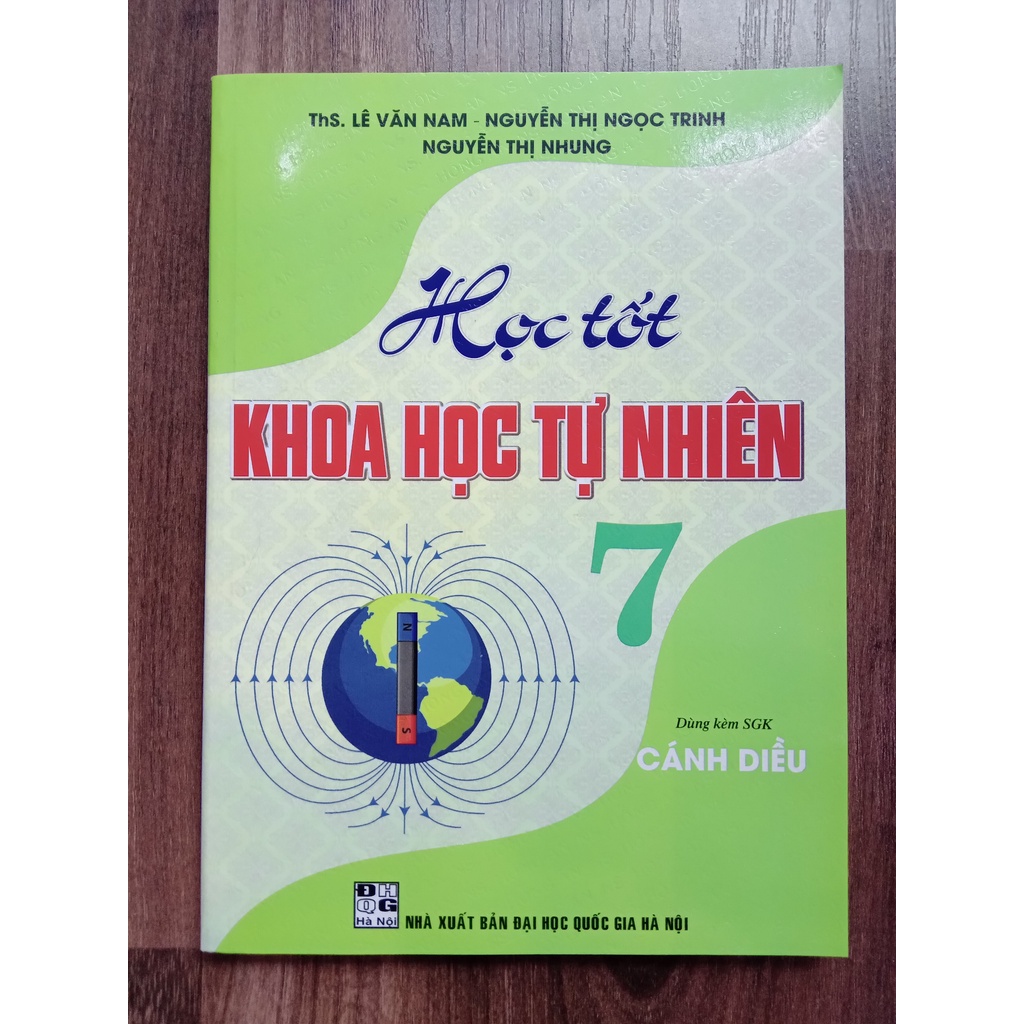 ThS. LÊ VĂN NAM - NGUYỄN THỊ NGỌC TRINH
NGUYỄN THỊ NHUNG
Học tốt
KHOA HỌC TỰ NHIÊN
7
N
S
Dùng kèm SGK
CÁNH DIỀU
ĐH
QG
Hà Nội
NHÀ XUẤT BẢN ĐẠI HỌC QUỐC GIA HÀ NỘI